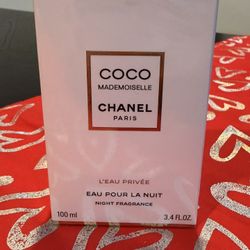 COCO
MADEMOISELLE
CHANEL
PARIS
L'EAU PRIVÉE
EAU POUR LA NUIT
NIGHT FRAGRANCE
100 ml 3.4 FL.OZ.